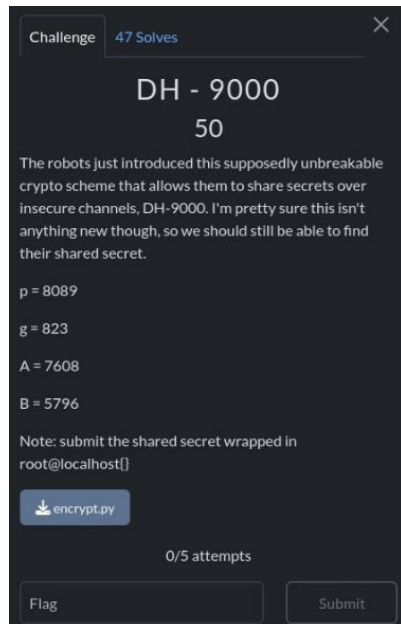 Challenge
47 Solves
×
DH - 9000
50
The robots just introduced this supposedly unbreakable
crypto scheme that allows them to share secrets over
insecure channels, DH-9000. I'm pretty sure this isn't
anything new though, so we should still be able to find
their shared secret.
p = 8089
g = 823
A = 7608
B = 5796
Note: submit the shared secret wrapped in
root@localhost{}
encrypt.py
0/5 attempts
Flag
Submit